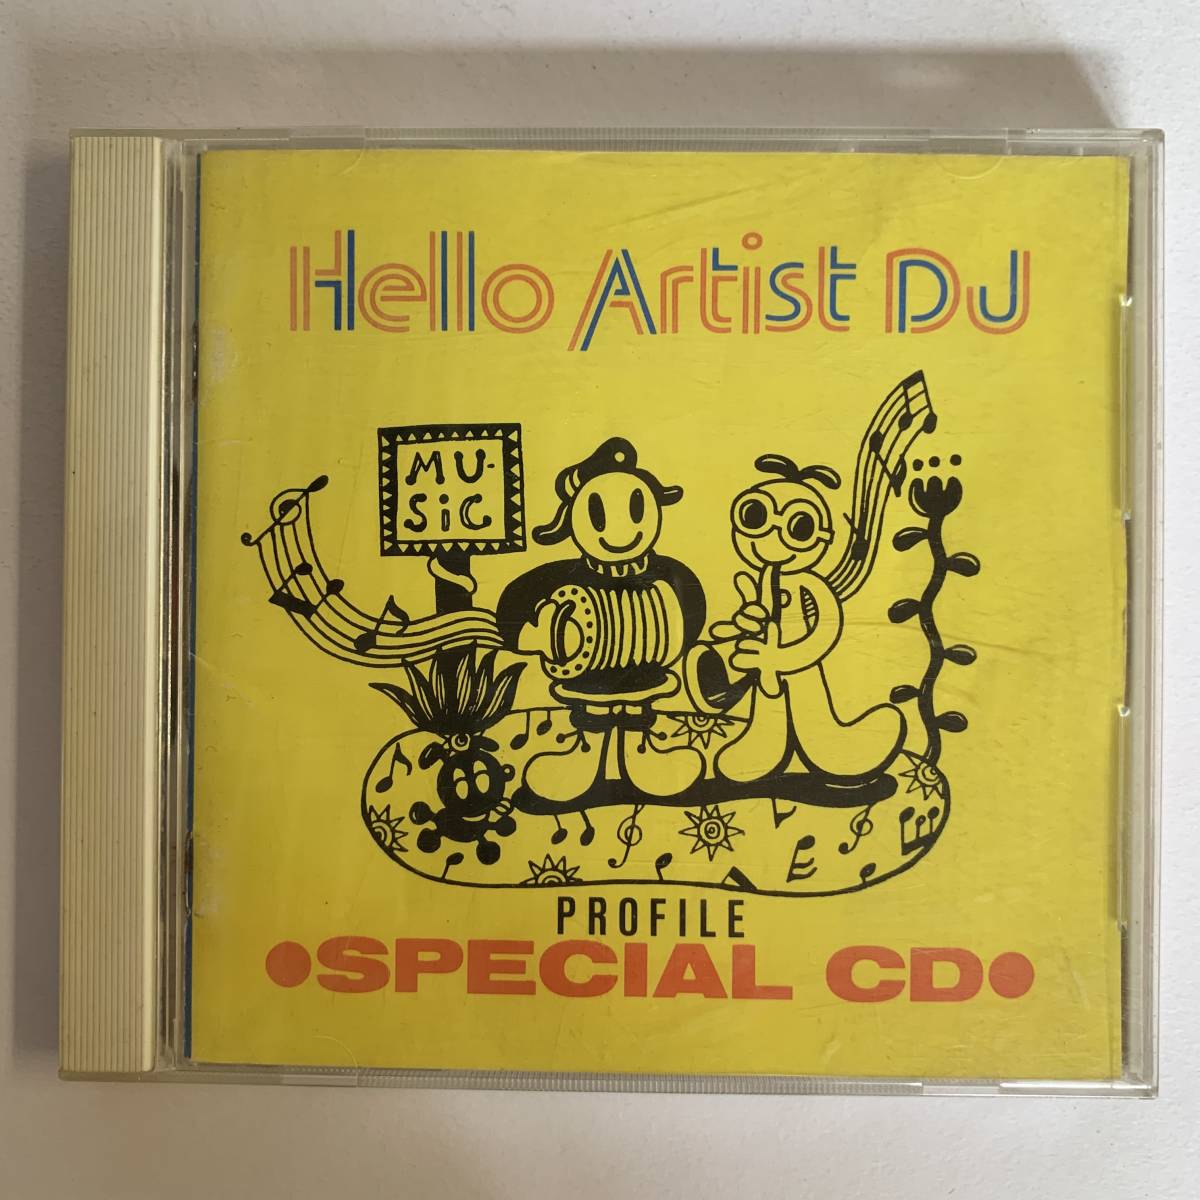 Hello Artist DJ
MU-
SiC
PROFILE
•SPECIAL CD•